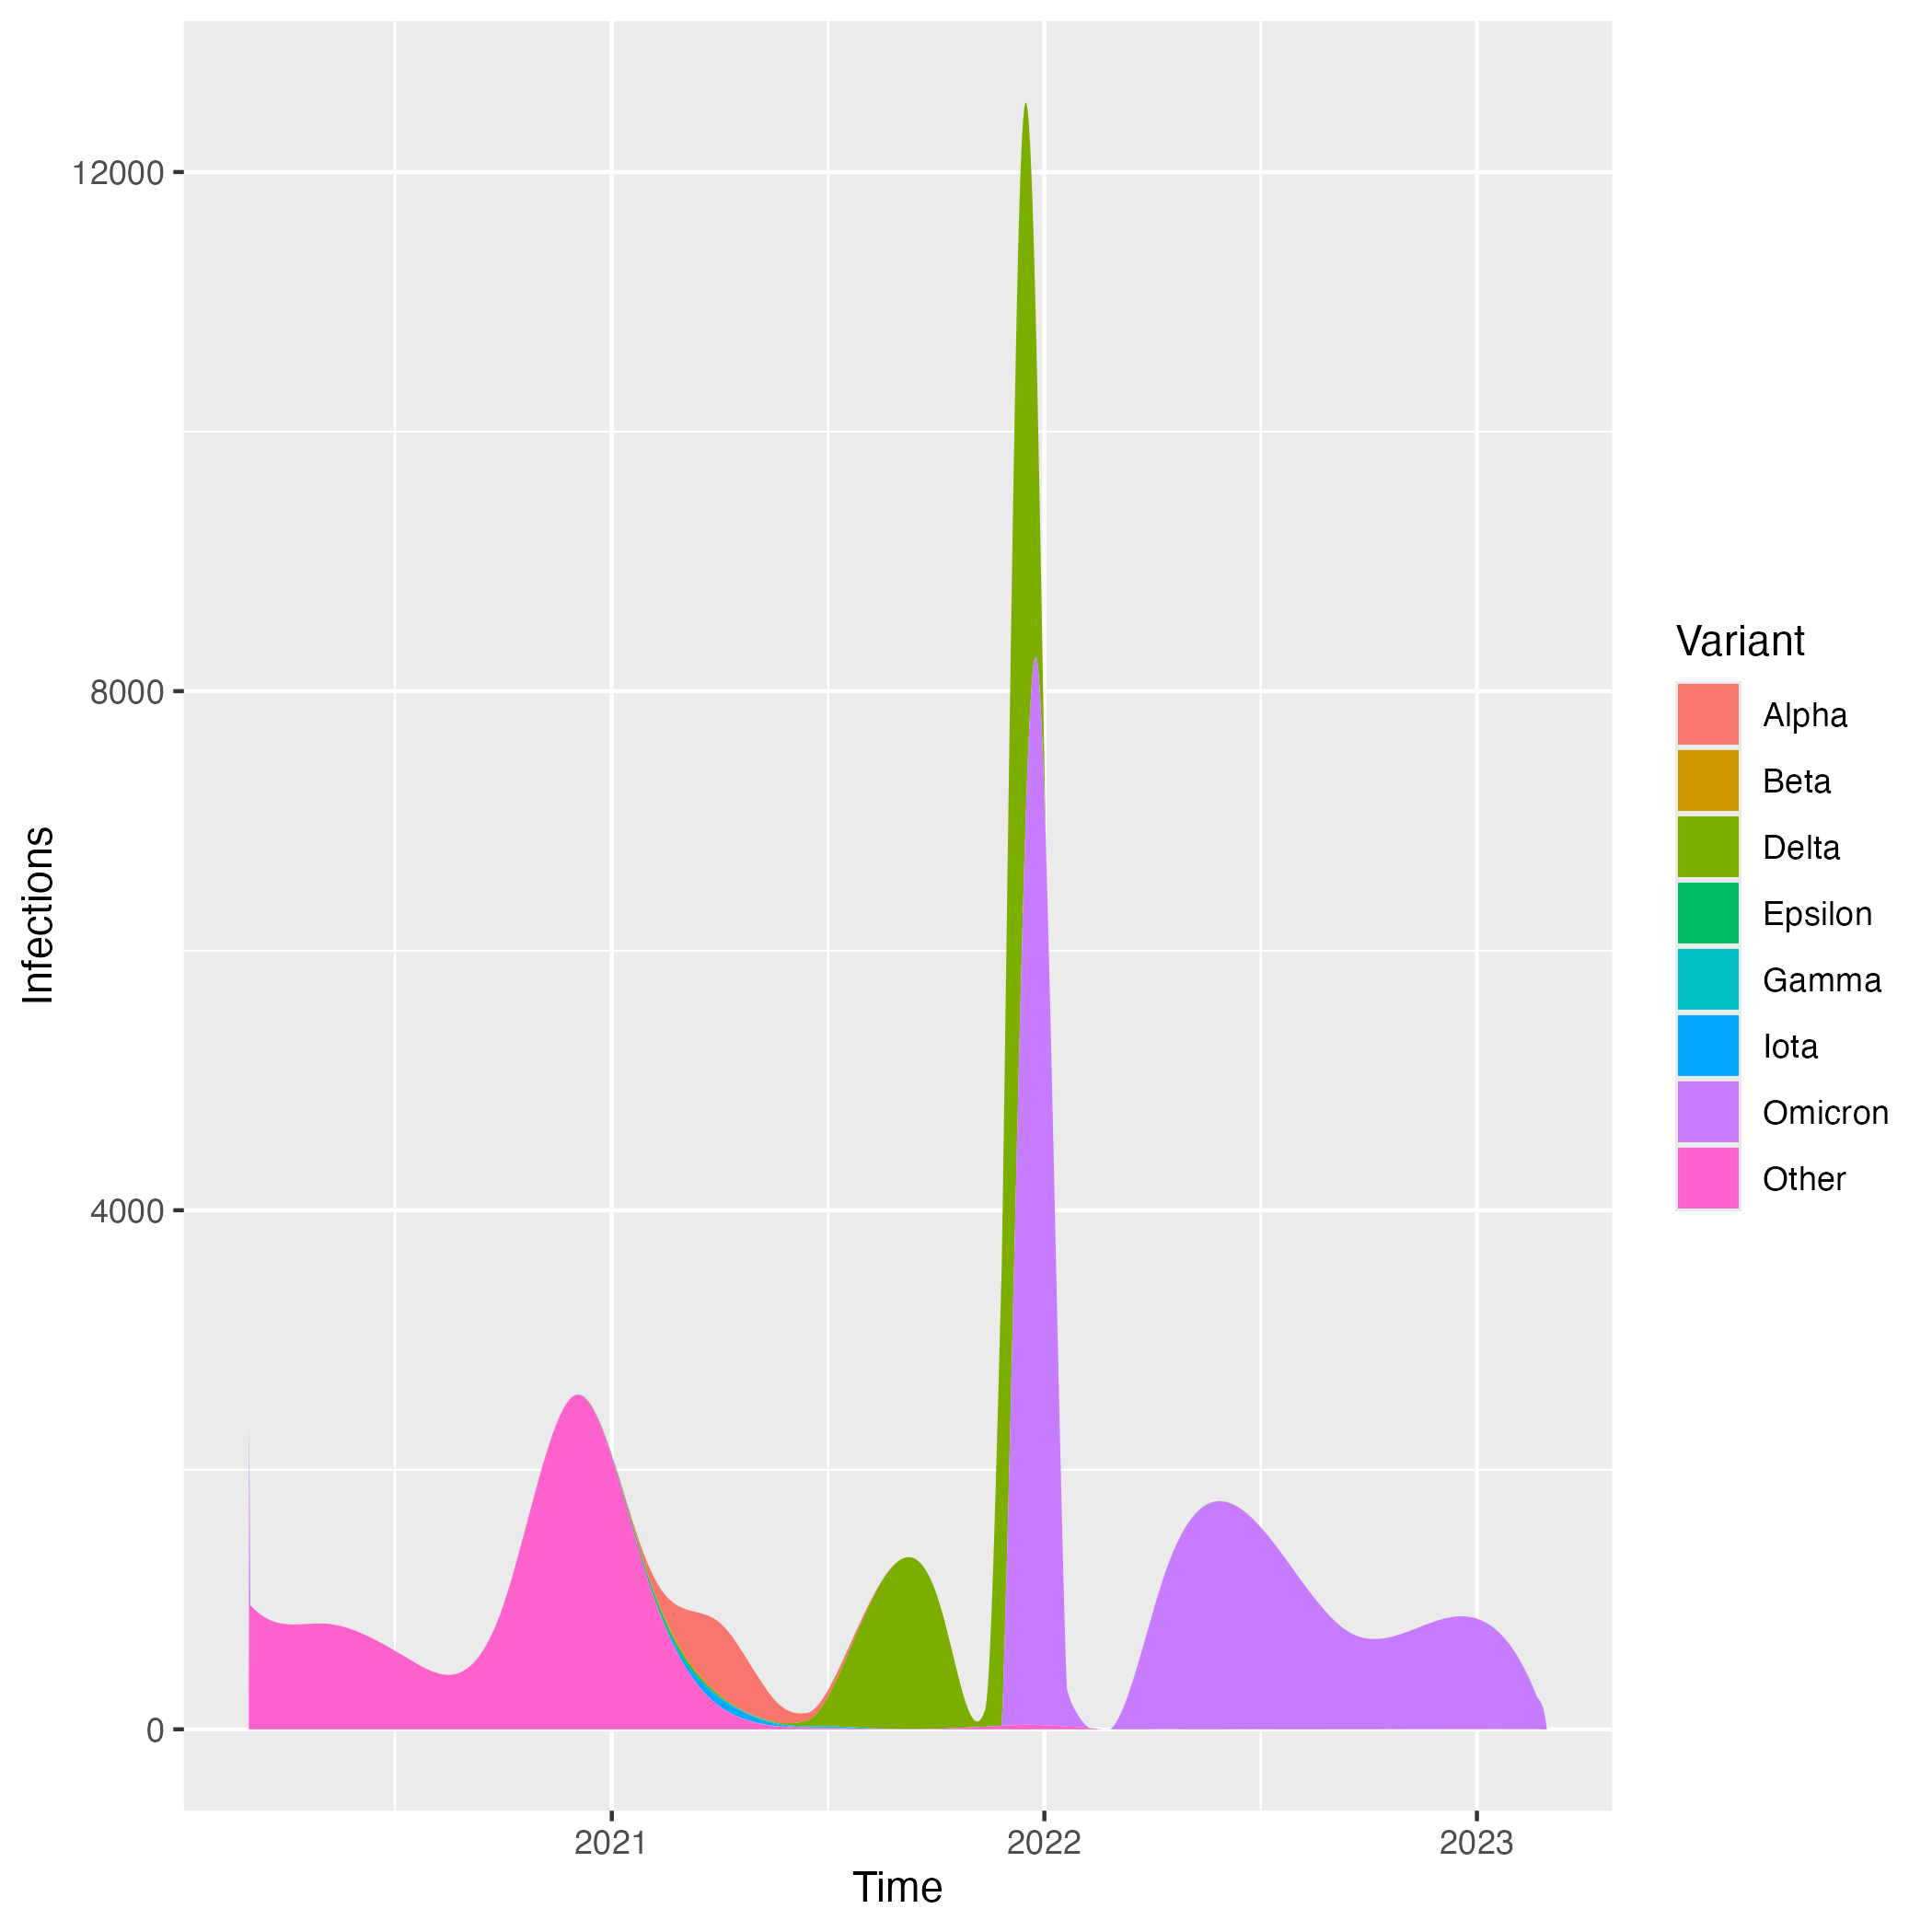 Infections
12000
8000
4000
0
2021
2022
2023
Time
Variant
Alpha
Beta
Delta
Epsilon
Gamma
Iota
Omicron
Other